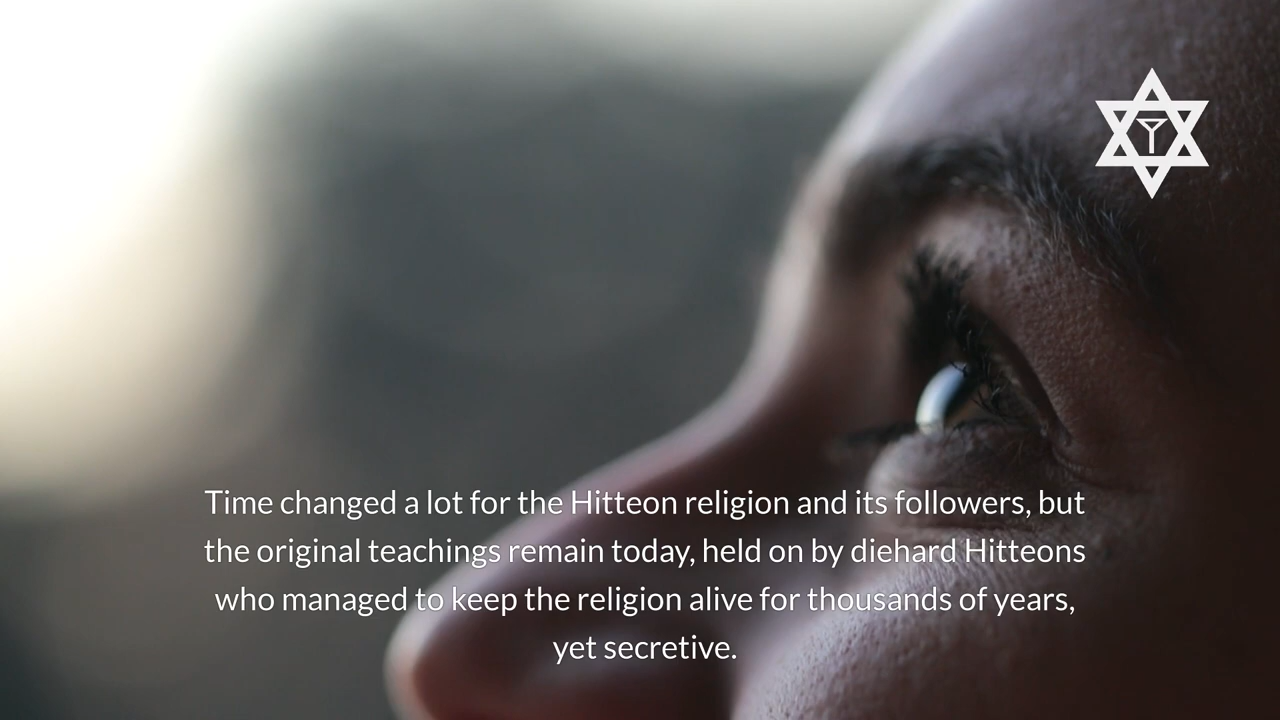 Time changed a lot for the Hitteon religion and its followers, but
the original teachings remain today, held on by diehard Hitteons
who managed to keep the religion alive for thousands of years,
yet secretive.